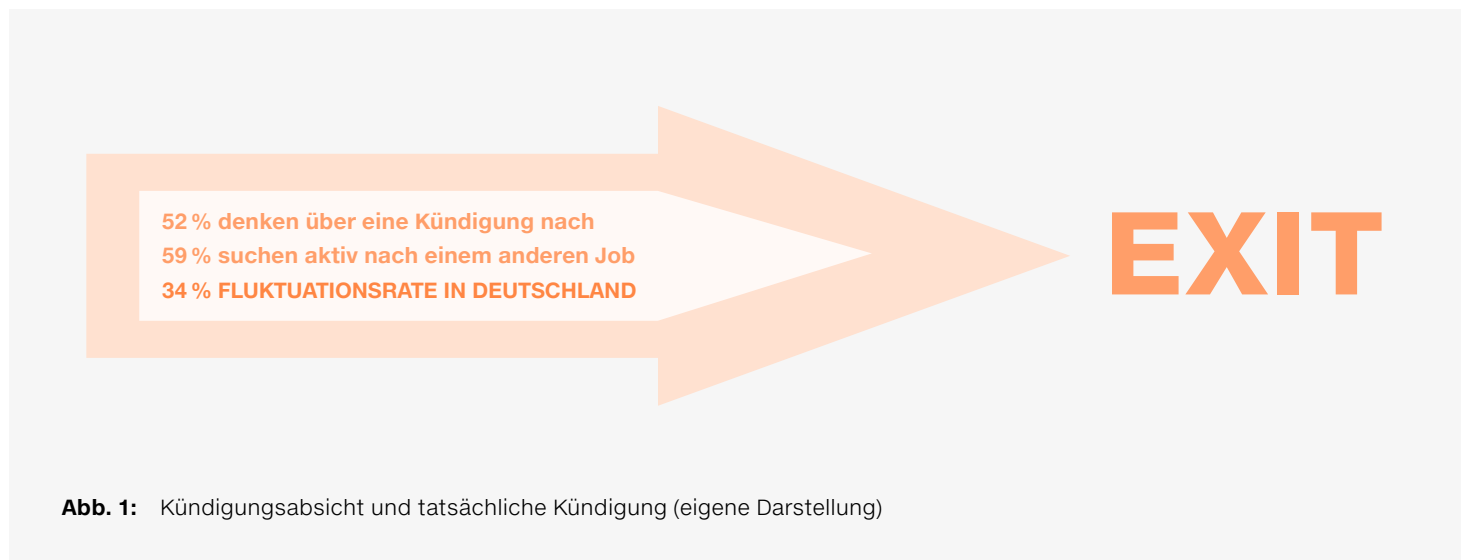 52 % denken über eine Kündigung nach
59 % suchen aktiv nach einem anderen Job
34 % FLUKTUATIONSRATE IN DEUTSCHLAND
EXIT
Abb. 1: Kündigungsabsicht und tatsächliche Kündigung (eigene Darstellung)